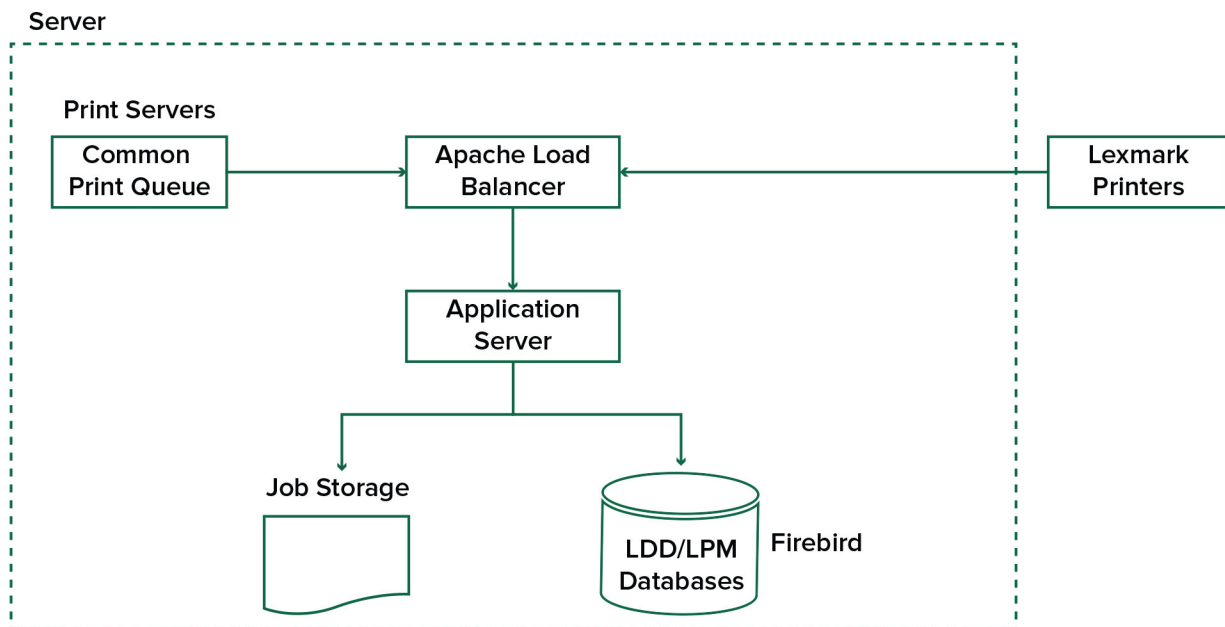 Server
Print Servers
Common
Print Queue
Apache Load
Balancer
Lexmark
Printers
Application
Server
Job Storage
LDD/LPM
Databases
Firebird